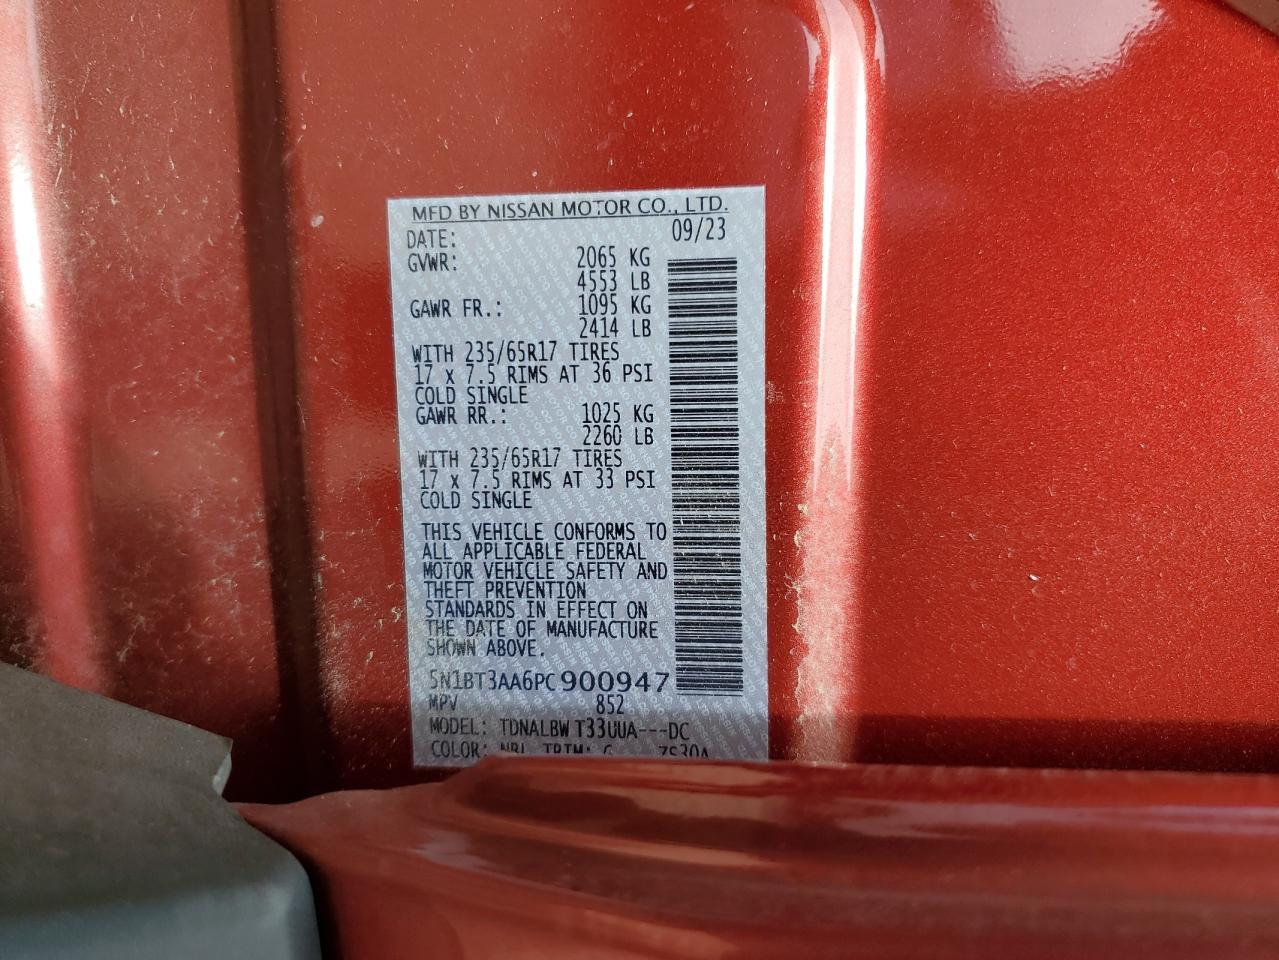 MFD BY NISSAN MOTOR CO., LTD.
DATE: 09/23
GVWR: 2065 KG
4553 LB
GAWR FR.: 1095 KG
2414 LB
WITH 235/65R17 TIRES
17 x 7.5 RIMS AT 36 PSI
COLD SINGLE
GAWR RR.: 1025 KG
2260 LB
WITH 235/65R17 TIRES
17 x 7.5 RIMS AT 33 PSI
COLD SINGLE
THIS VEHICLE CONFORMS TO
ALL APPLICABLE FEDERAL
MOTOR VEHICLE SAFETY AND
THEFT PREVENTION
STANDARDS IN EFFECT ON
THE DATE OF MANUFACTURE
SHOWN ABOVE.
5N1BT3AA6PC900947
MPV 852
MODEL: TDNALBW T33UUA---DC
COLOR: NBL TRIM: G